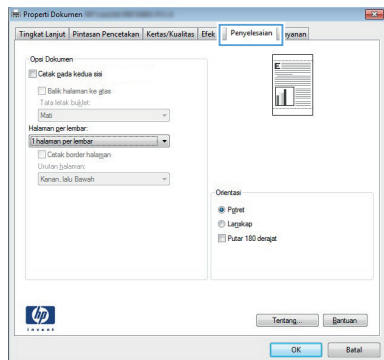 Properti Dokumen
Tingkat Lanjut Pintasan Pencetakan Kertas/Kualitas Efek Penyelesaian yanan
Opsi Dokumen
Cetak pada kedua sisi
Balik halaman ke atas
Tata letak buklet:
Mati
Halaman per lembar:
1 halaman per lembar
Cetak border halaman
Urutan halaman:
Kanan, lalu Bawah
Orientasi
Potret
Lanskap
Putar 180 derajat
hp
invent
Tentang... Bantuan
OK Batal